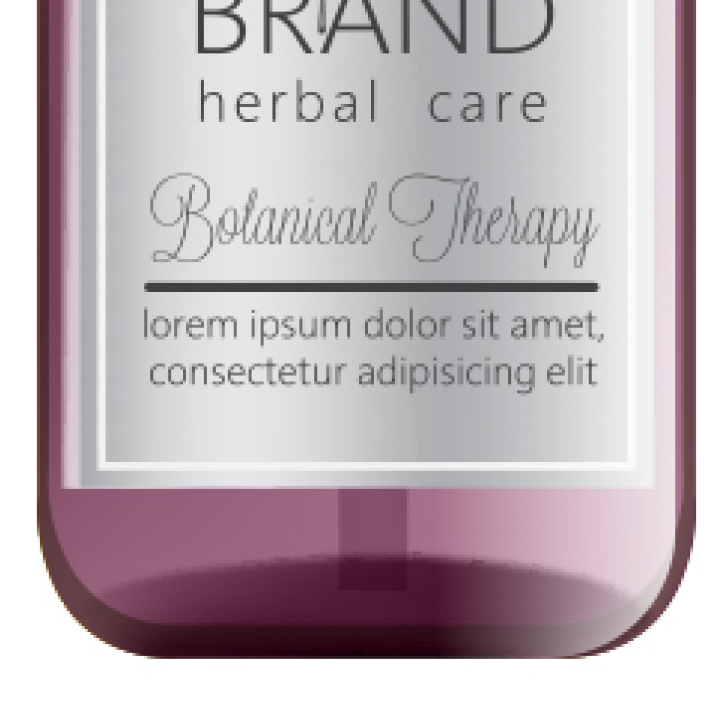 BRAND
herbal care
Botanical Therapy
lorem ipsum dolor sit amet,
consectetur adipisicing elit